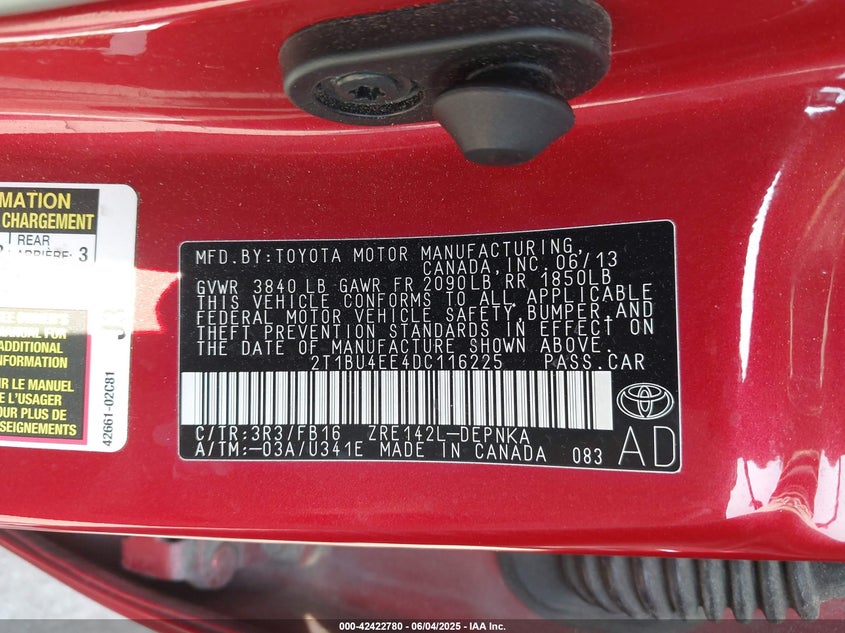 MATION
CHARGEMENT
REAR
3
MANUAL FOR
ADDITIONAL
MATION
R LE MANUEL
L'USAGER
POUR PLUS DE
SEIGNEMENTS
42661-02C81
MFD.BY:TOYOTA MOTOR MANUFACTURING,
CANADA,INC. 06/13
GVWR 3840 LB GAWR FR 2090LB RR 1850LB
THIS VEHICLE CONFORMS TO ALL APPLICABLE
FEDERAL MOTOR VEHICLE SAFETY,BUMPER,AND
THEFT PREVENTION STANDARDS IN EFFECT ON
THE DATE OF MANUFACTURE SHOWN ABOVE.
2T1BU4EE4DC116225 PASS.CAR
C/TR:3R3/FB16 ZRE142L-DEPNKA
A/TM:-03A/U341E MADE IN CANADA 083
AD
000-42422780 - 06/04/2025 - IAA Inc.